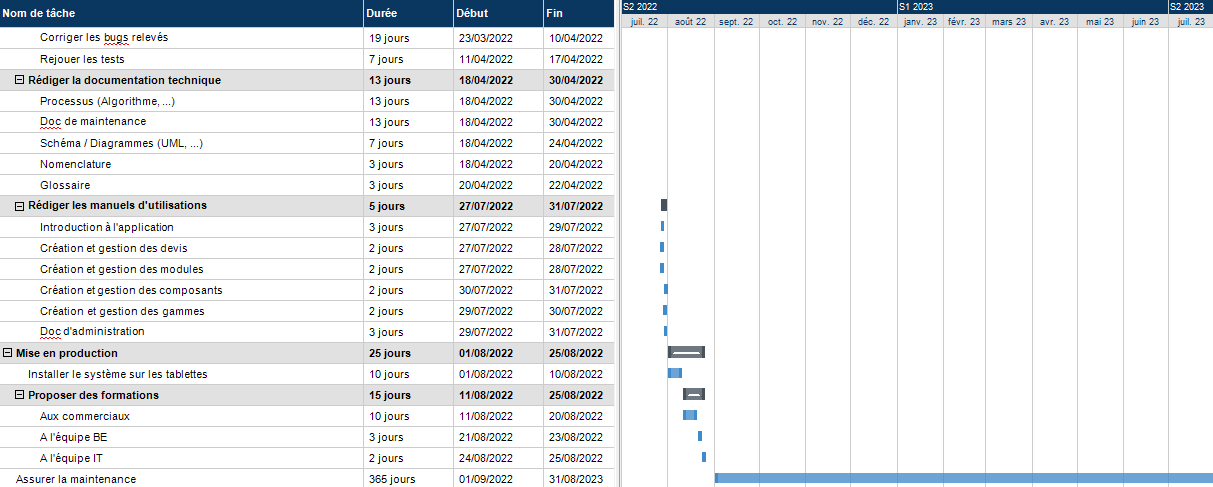 Nom de tâche Durée Début Fin S2 2022 S1 2023 S2 2023
juil. 22 août 22 sept. 22 oct. 22 nov. 22 déc. 22 janv. 23 févr. 23 mars 23 avr. 23 mai 23 juin 23 juil. 23
Corriger les bugs relevés 19 jours 23/03/2022 10/04/2022
Rejouer les tests 7 jours 11/04/2022 17/04/2022
Rédiger la documentation technique 13 jours 18/04/2022 30/04/2022
Processus (Algorithme, ...) 13 jours 18/04/2022 30/04/2022
Doc de maintenance 13 jours 18/04/2022 30/04/2022
Schéma / Diagrammes (UML, ...) 7 jours 18/04/2022 24/04/2022
Nomenclature 3 jours 18/04/2022 20/04/2022
Glossaire 3 jours 20/04/2022 22/04/2022
Rédiger les manuels d'utilisations 5 jours 27/07/2022 31/07/2022
Introduction à l'application 3 jours 27/07/2022 29/07/2022
Création et gestion des devis 2 jours 27/07/2022 28/07/2022
Création et gestion des modules 2 jours 27/07/2022 28/07/2022
Création et gestion des composants 2 jours 30/07/2022 31/07/2022
Création et gestion des gammes 2 jours 29/07/2022 30/07/2022
Doc d'administration 3 jours 29/07/2022 31/07/2022
Mise en production 25 jours 01/08/2022 25/08/2022
Installer le système sur les tablettes 10 jours 01/08/2022 10/08/2022
Proposer des formations 15 jours 11/08/2022 25/08/2022
Aux commerciaux 10 jours 11/08/2022 20/08/2022
A l'équipe BE 3 jours 21/08/2022 23/08/2022
A l'équipe IT 2 jours 24/08/2022 25/08/2022
Assurer la maintenance 365 jours 01/09/2022 31/08/2023